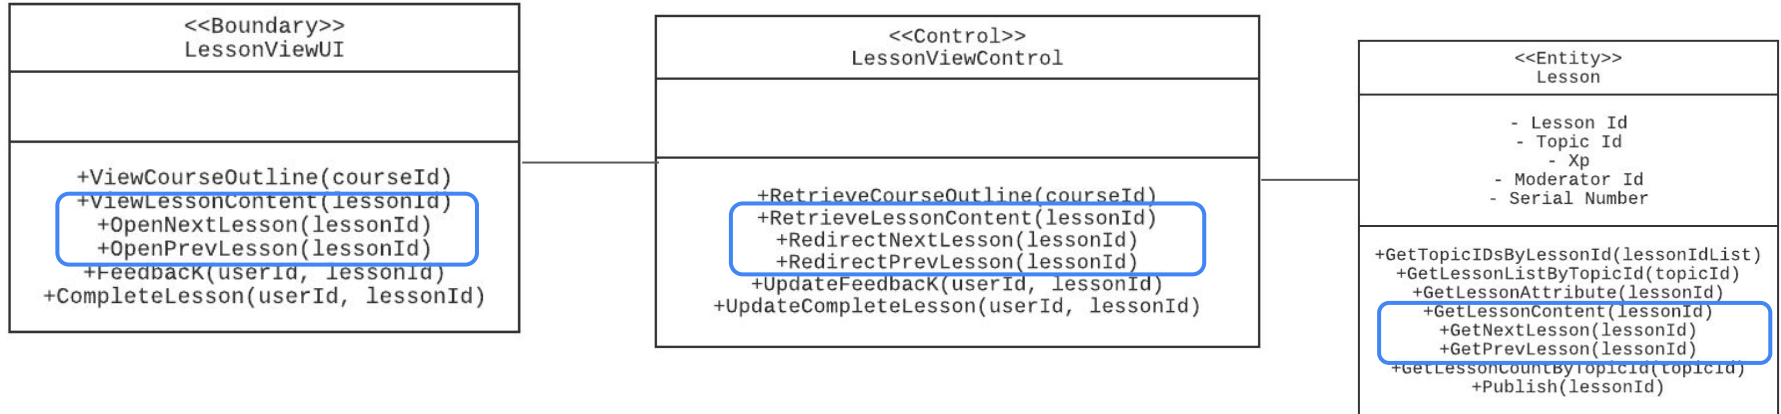 <<Boundary>>
LessonViewUI
+ViewCourseOutline(courseId)
+ViewLessonContent(lessonId)
+OpenNextLesson(lessonId)
+OpenPrevLesson(lessonId)
+FeedbacK(userId, lessonId)
+CompleteLesson(userId, lessonId)
<<Control>>
LessonViewControl
+RetrieveCourseOutline(courseId)
+RetrieveLessonContent(lessonId)
+RedirectNextLesson(lessonId)
+RedirectPrevLesson(lessonId)
+UpdateFeedbacK(userId, lessonId)
+UpdateCompleteLesson(userId, lessonId)
<<Entity>>
Lesson
- Lesson Id
- Topic Id
- Xp
- Moderator Id
- Serial Number
+GetTopicIDsByLessonId(lessonIdList)
+GetLessonListByTopicId(topicId)
+GetLessonAttribute(lessonId)
+GetLessonContent(lessonId)
+GetNextLesson(lessonId)
+GetPrevLesson(lessonId)
+GetLessonCountByTopicId(topicId)
+Publish(lessonId)